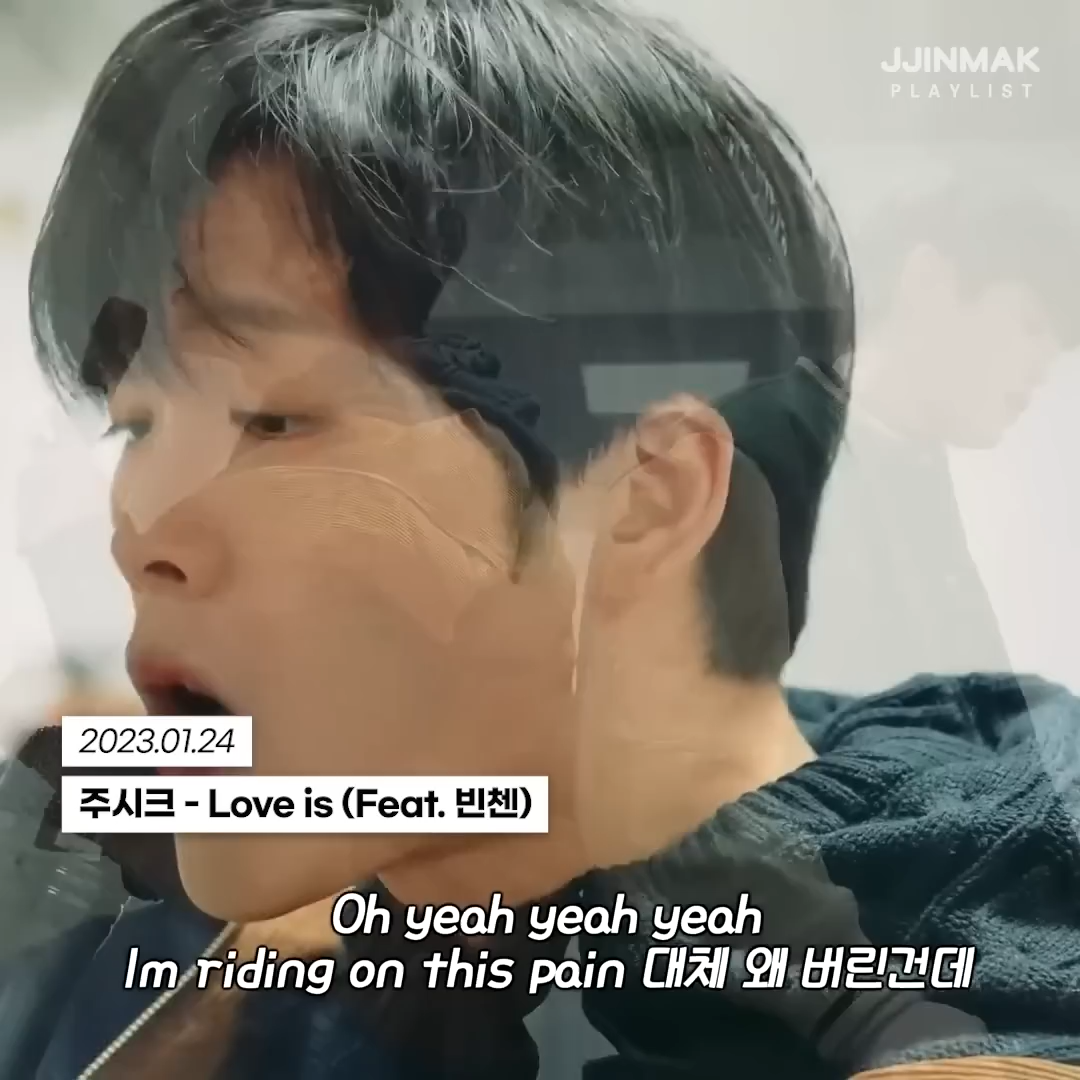 JJINMAK
PLAYLIST
2023.01.24
주시크 - Love is (Feat. 빈첸)
Oh yeah yeah yeah
Im riding on this pain 대체 왜 버린건데